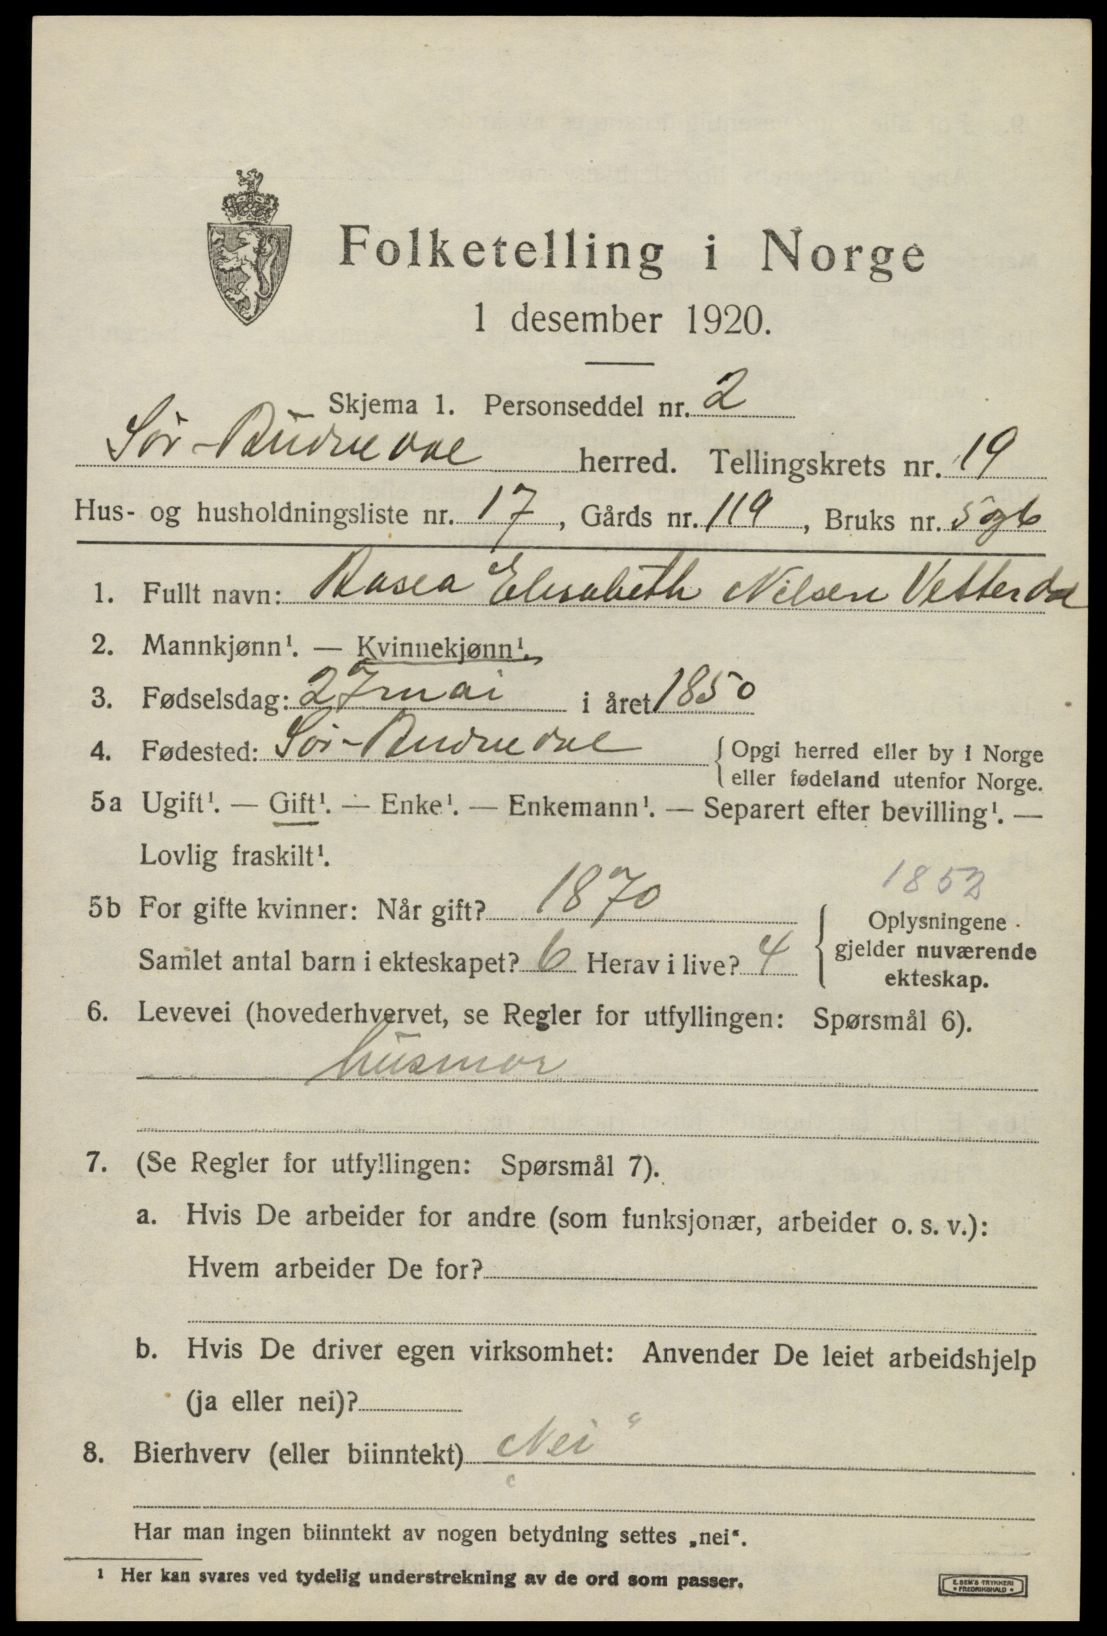 Folketelling i Norge
1 desember 1920.
Skjema 1. Personseddel nr. 2
Sør-Audnedal herred. Tellingskrets nr. 19
Hus- og husholdningsliste nr. 17, Gårds nr. 119, Bruks nr. 5 og 6
1. Fullt navn: Elisabeth Nilsen Vetterdal
2. Mannkjønn¹. — Kvinnekjønn¹.
3. Fødselsdag: 27 mai i året 1850
4. Fødested: Sør-Audnedal { Opgi herred eller by i Norge
eller fødeland utenfor Norge.
5a Ugift¹. — Gift¹. — Enke¹. — Enkemann¹. — Separert efter bevilling¹. —
Lovlig fraskilt¹.
1852
5b For gifte kvinner: Når gift? 1870
Samlet antal barn i ekteskapet? 6 Herav i live? 4
{ Oplysningene
gjelder nuværende
ekteskap.
6. Levevei (hovederhvervet, se Regler for utfyllingen: Spørsmål 6).
husmor
7. (Se Regler for utfyllingen: Spørsmål 7).
a. Hvis De arbeider for andre (som funksjonær, arbeider o. s. v.):
Hvem arbeider De for?
b. Hvis De driver egen virksomhet: Anvender De leiet arbeidshjelp
(ja eller nei)?
8. Bierhverv (eller biinntekt) Nei
Har man ingen biinntekt av nogen betydning settes „nei“.
¹ Her kan svares ved tydelig understrekning av de ord som passer.
E. SEM'S TRYKKERI
FREDRIKSHALD